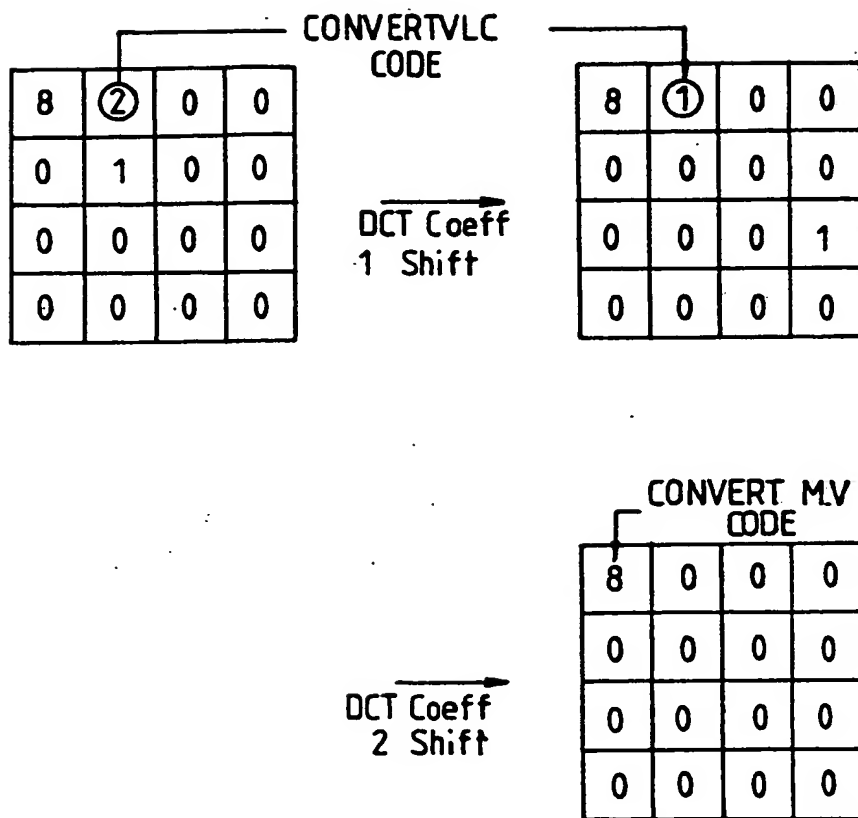 CONVERTVLC
CODE
8 2 0 0
0 1 0 0
0 0 0 0
0 0 0 0
DCT Coeff
1 Shift
8 1 0 0
0 0 0 0
0 0 0 1
0 0 0 0
CONVERT M.V
CODE
DCT Coeff
2 Shift
8 0 0 0
0 0 0 0
0 0 0 0
0 0 0 0